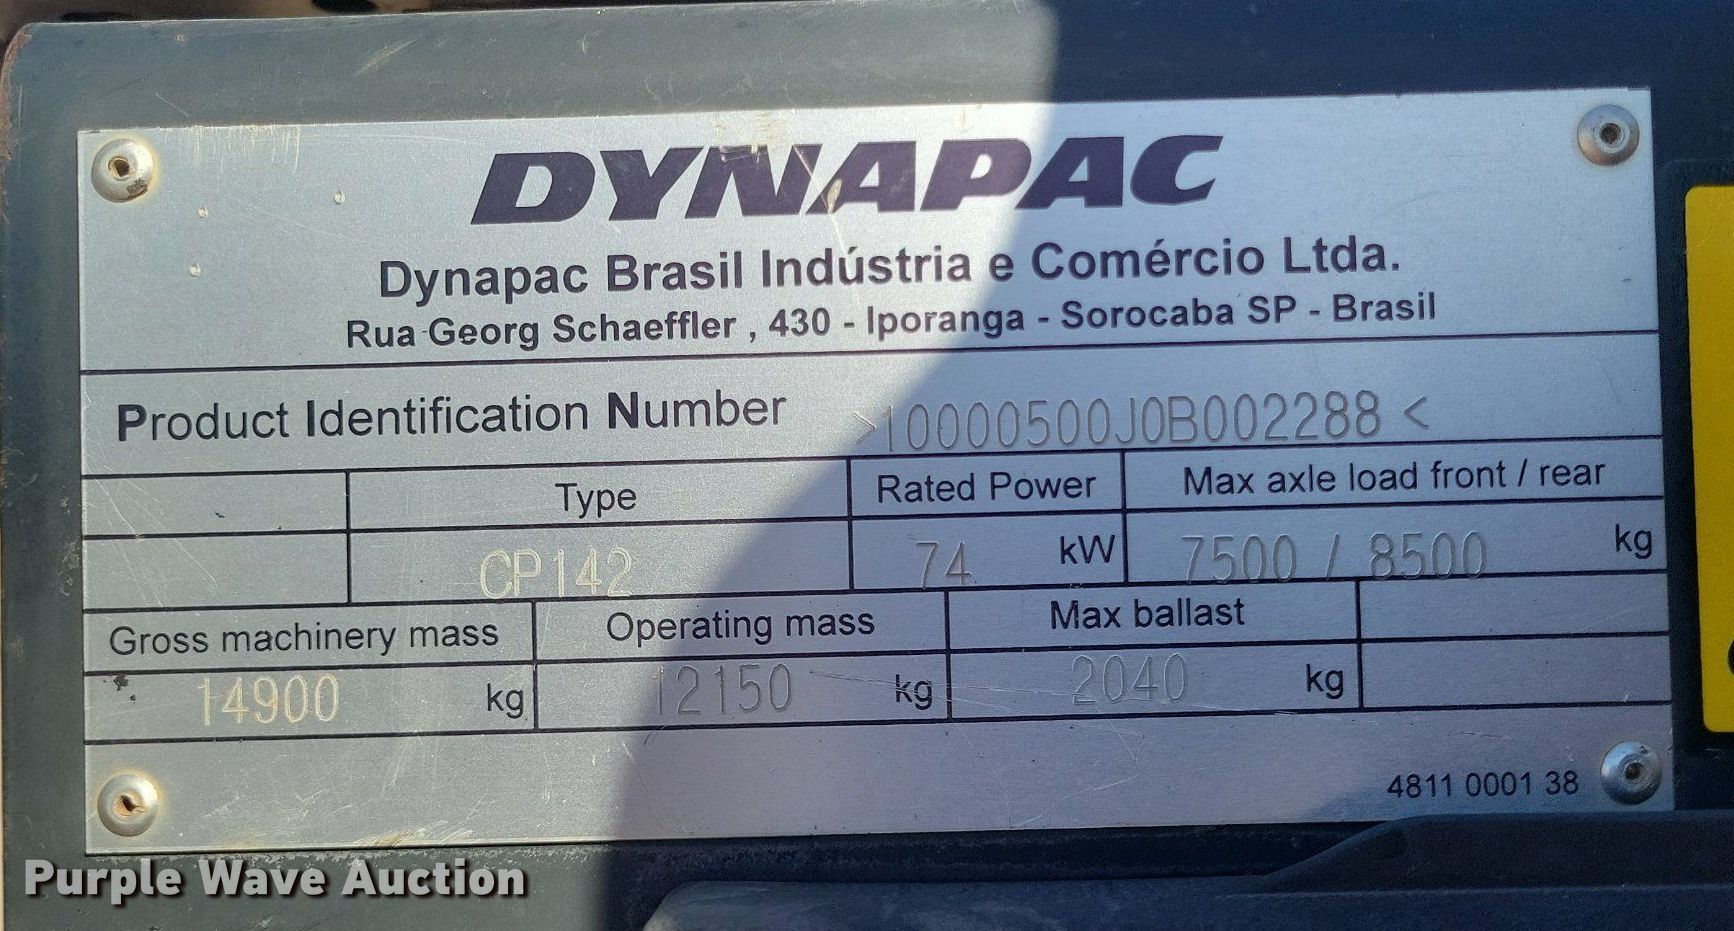 DYNAPAC
Dynapac Brasil Indústria e Comércio Ltda.
Rua Georg Schaeffler , 430 - Iporanga - Sorocaba SP - Brasil
Product Identification Number >10000500J0B002288<
Type Rated Power Max axle load front / rear
CP142 74 kW 7500 / 8500 kg
Gross machinery mass Operating mass Max ballast
14900 kg 12150 kg 2040 kg
4811 0001 38
Purple Wave Auction